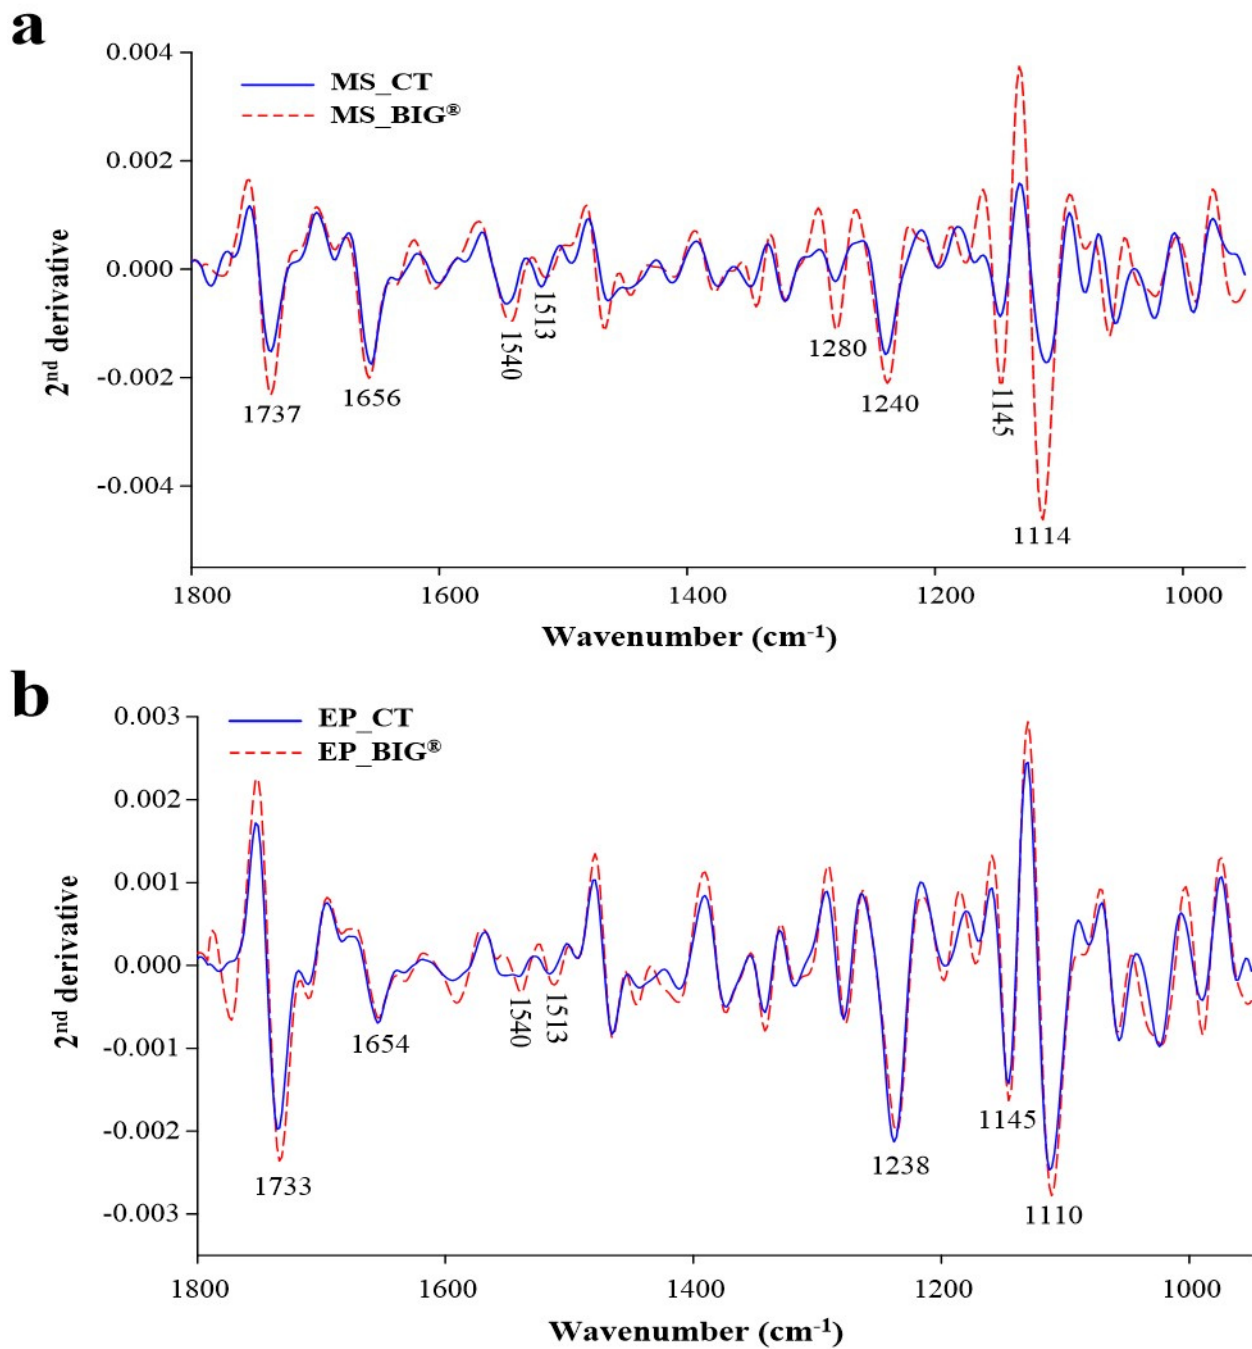 a
0.004
MS_CT
MS_BIG®
0.002
0.000
-0.002
-0.004
2nd derivative
1737
1656
1540
1513
1280
1240
1145
1114
1800 1600 1400 1200 1000
Wavenumber (cm-1)
b
0.003
EP_CT
EP_BIG®
0.002
0.001
0.000
-0.001
-0.002
-0.003
2nd derivative
1733
1654
1540
1513
1238
1145
1110
1800 1600 1400 1200 1000
Wavenumber (cm-1)